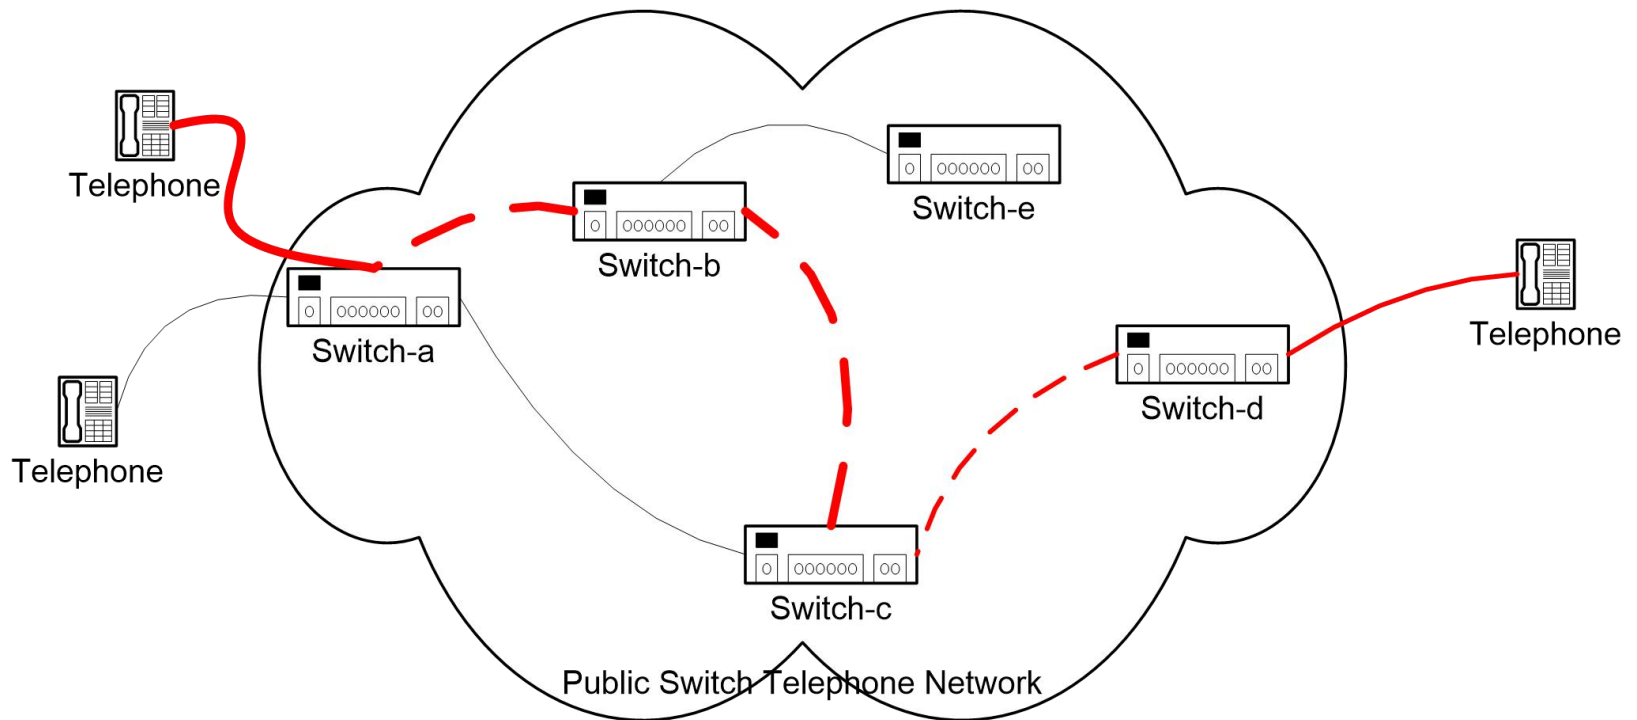 Telephone
Switch-e
Switch-b
Telephone
Switch-a
Switch-d
Telephone
Switch-c
Public Switch Telephone Network